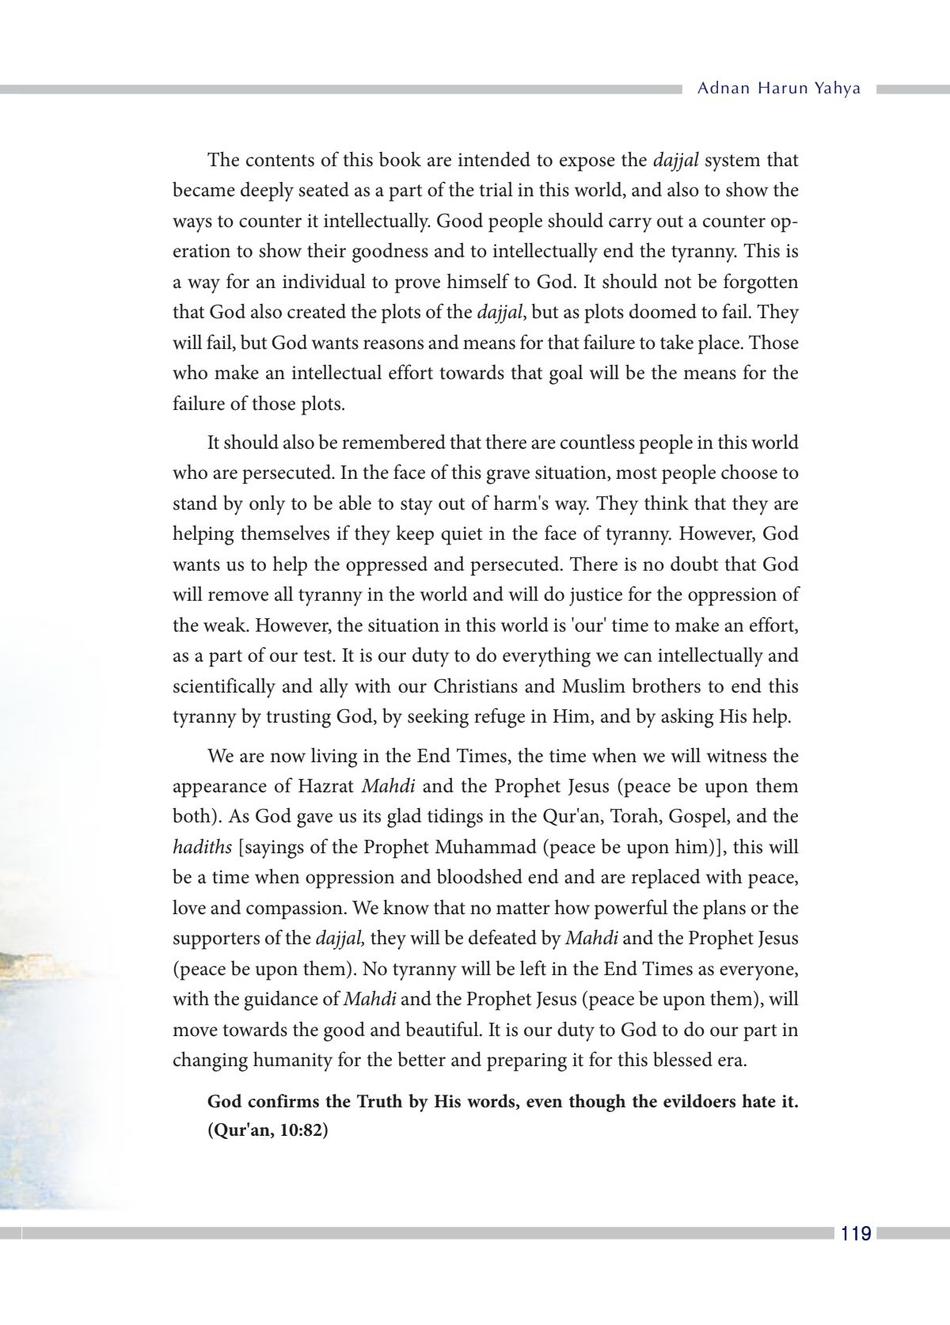 Adnan Harun Yahya
The contents of this book are intended to expose the dajjal system that
became deeply seated as a part of the trial in this world, and also to show the
ways to counter it intellectually. Good people should carry out a counter op-
eration to show their goodness and to intellectually end the tyranny. This is
a way for an individual to prove himself to God. It should not be forgotten
that God also created the plots of the dajjal, but as plots doomed to fail. They
will fail, but God wants reasons and means for that failure to take place. Those
who make an intellectual effort towards that goal will be the means for the
failure of those plots.
It should also be remembered that there are countless people in this world
who are persecuted. In the face of this grave situation, most people choose to
stand by only to be able to stay out of harm's way. They think that they are
helping themselves if they keep quiet in the face of tyranny. However, God
wants us to help the oppressed and persecuted. There is no doubt that God
will remove all tyranny in the world and will do justice for the oppression of
the weak. However, the situation in this world is 'our' time to make an effort,
as a part of our test. It is our duty to do everything we can intellectually and
scientifically and ally with our Christians and Muslim brothers to end this
tyranny by trusting God, by seeking refuge in Him, and by asking His help.
We are now living in the End Times, the time when we will witness the
appearance of Hazrat Mahdi and the Prophet Jesus (peace be upon them
both). As God gave us its glad tidings in the Qur'an, Torah, Gospel, and the
hadiths [sayings of the Prophet Muhammad (peace be upon him)], this will
be a time when oppression and bloodshed end and are replaced with peace,
love and compassion. We know that no matter how powerful the plans or the
supporters of the dajjal, they will be defeated by Mahdi and the Prophet Jesus
(peace be upon them). No tyranny will be left in the End Times as everyone,
with the guidance of Mahdi and the Prophet Jesus (peace be upon them), will
move towards the good and beautiful. It is our duty to God to do our part in
changing humanity for the better and preparing it for this blessed era.
God confirms the Truth by His words, even though the evildoers hate it.
(Qur'an, 10:82)
119